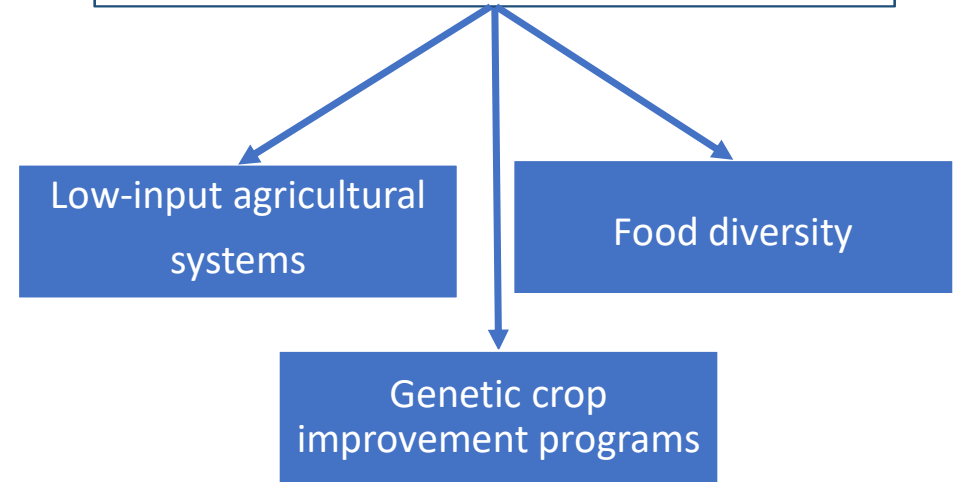 Low-input agricultural
systems
Food diversity
Genetic crop
improvement programs